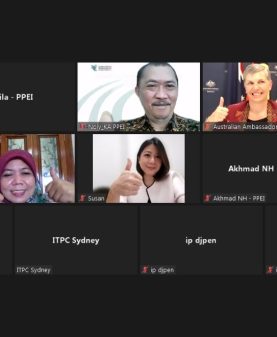 ila - PPEI
Noly_KA PPEI
Australian Ambassador
Akhmad NH
Susan
Akhmad NH - PPEI
ITPC Sydney
ip djpen
ITPC Sydney
ip djpen